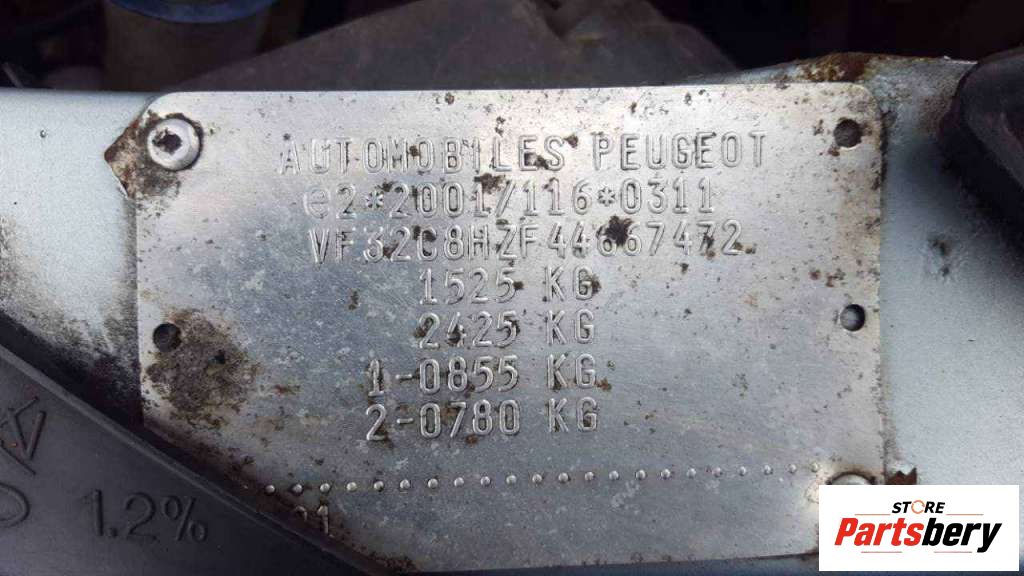 AUTOMOBILES PEUGEOT
e2*2001/116*0311
VF32C8HZF44667472
1525 KG
2425 KG
1-0855 KG
2-0780 KG
1.2%
STORE
Partsbery